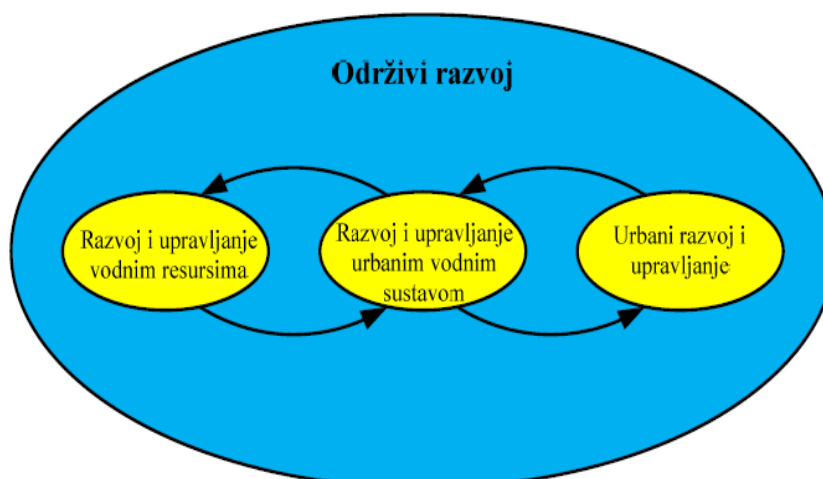 Održivi razvoj
Razvoj i upravljanje
vodnim resursima
Razvoj i upravljanje
urbanim vodnim
sustavom
Urbani razvoj i
upravljanje